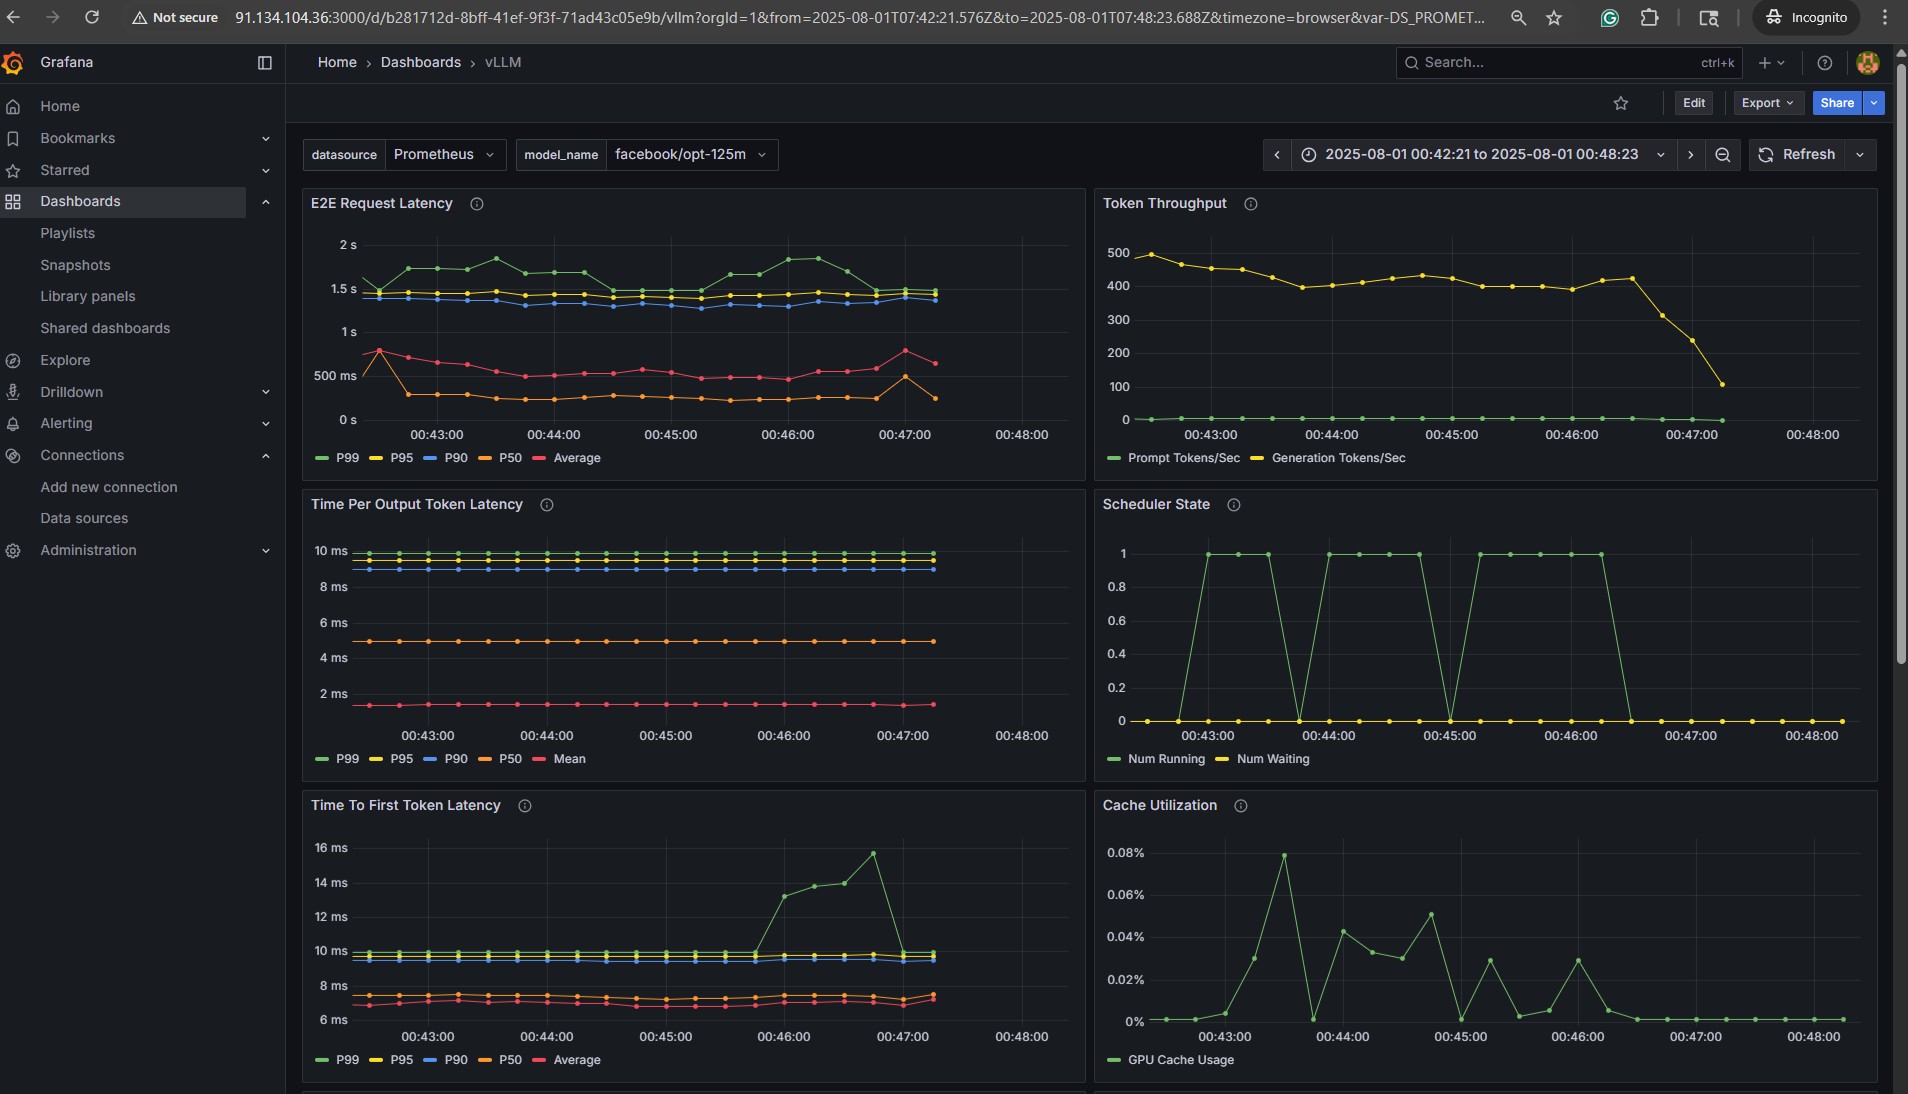 Not secure 91.134.104.36:3000/d/b281712d-8bff-41ef-9f3f-71ad43c05e9b/vllm?orgId=1&from=2025-08-01T07:42:21.576Z&to=2025-08-01T07:48:23.688Z&timezone=browser&var-DS_PROMET... Incognito
Grafana
Home › Dashboards › vLLM
Search... ctrl+k
Edit Export Share
Home
Bookmarks
Starred
Dashboards
Playlists
Snapshots
Library panels
Shared dashboards
Explore
Drilldown
Alerting
Connections
Add new connection
Data sources
Administration
datasource Prometheus model_name facebook/opt-125m
2025-08-01 00:42:21 to 2025-08-01 00:48:23 Refresh
E2E Request Latency
2 s
1.5 s
1 s
500 ms
0 s
00:43:00 00:44:00 00:45:00 00:46:00 00:47:00 00:48:00
P99 P95 P90 P50 Average
Token Throughput
500
400
300
200
100
0
00:43:00 00:44:00 00:45:00 00:46:00 00:47:00 00:48:00
Prompt Tokens/Sec Generation Tokens/Sec
Time Per Output Token Latency
10 ms
8 ms
6 ms
4 ms
2 ms
00:43:00 00:44:00 00:45:00 00:46:00 00:47:00 00:48:00
P99 P95 P90 P50 Mean
Scheduler State
1
0.8
0.6
0.4
0.2
0
00:43:00 00:44:00 00:45:00 00:46:00 00:47:00 00:48:00
Num Running Num Waiting
Time To First Token Latency
16 ms
14 ms
12 ms
10 ms
8 ms
6 ms
00:43:00 00:44:00 00:45:00 00:46:00 00:47:00 00:48:00
P99 P95 P90 P50 Average
Cache Utilization
0.08%
0.06%
0.04%
0.02%
0%
00:43:00 00:44:00 00:45:00 00:46:00 00:47:00 00:48:00
GPU Cache Usage